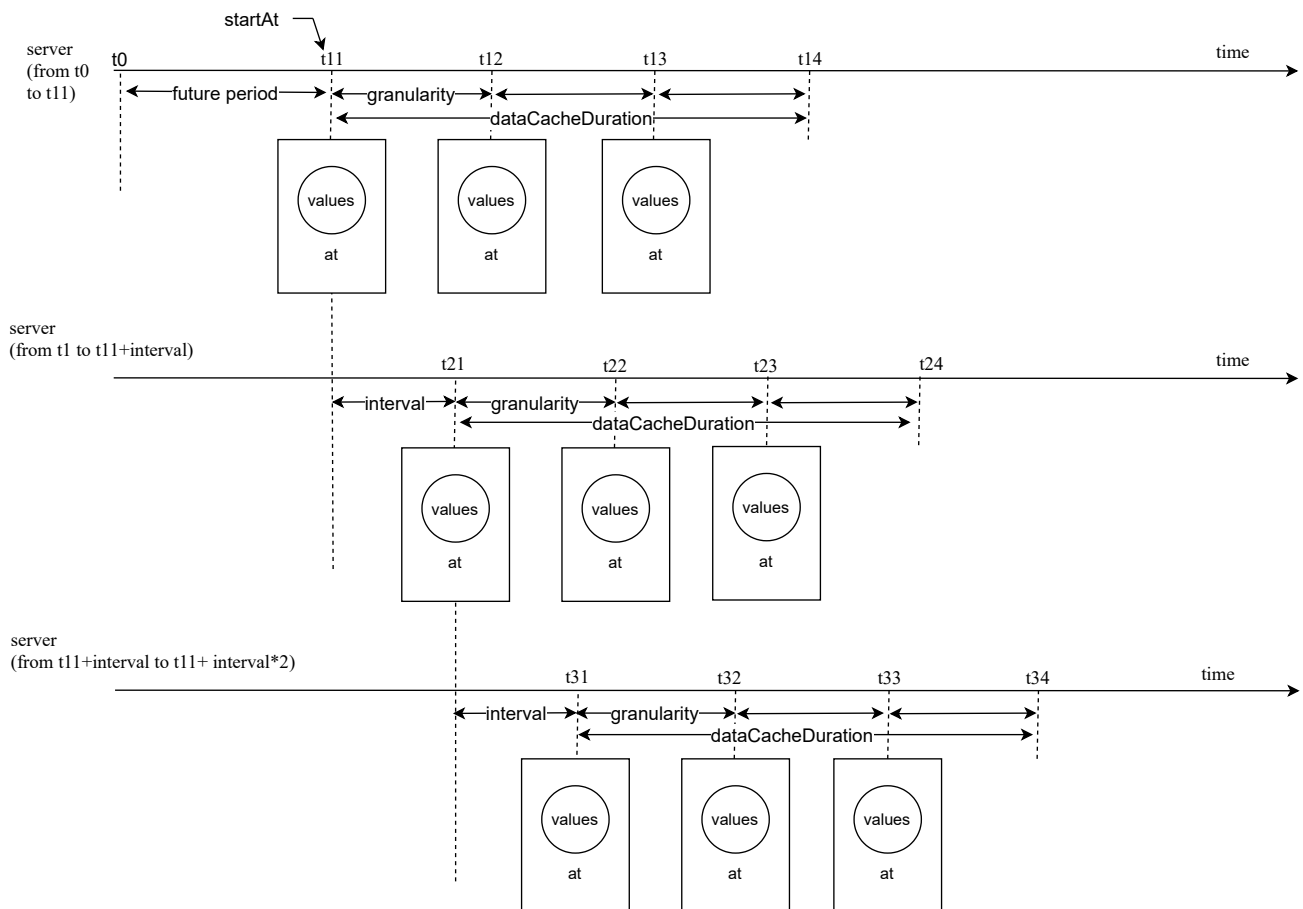 startAt
server
(from t0
to t11)
t0
t11
t12
t13
t14
time
future period
granularity
dataCacheDuration
values
values
values
at
at
at
server
(from t1 to t11+interval)
t21
t22
t23
t24
time
interval
granularity
dataCacheDuration
values
values
values
at
at
at
server
(from t11+interval to t11+ interval*2)
t31
t32
t33
t34
time
interval
granularity
dataCacheDuration
values
values
values
at
at
at